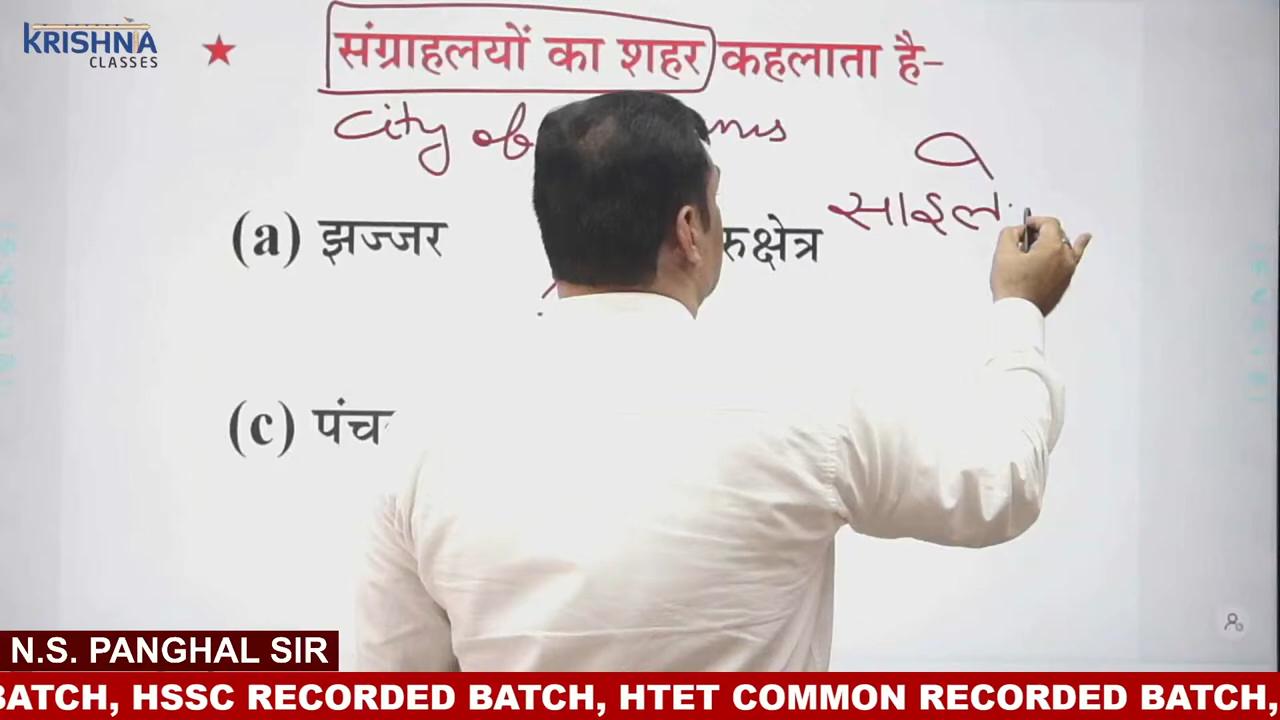 KRISHNA
CLASSES
★ संग्राहलयों का शहर कहलाता है-
City of
(a) झज्जर
रुक्षेत्र
साइल
(c) पंच
N.S. PANGHAL SIR
BATCH, HSSC RECORDED BATCH, HTET COMMON RECORDED BATCH,